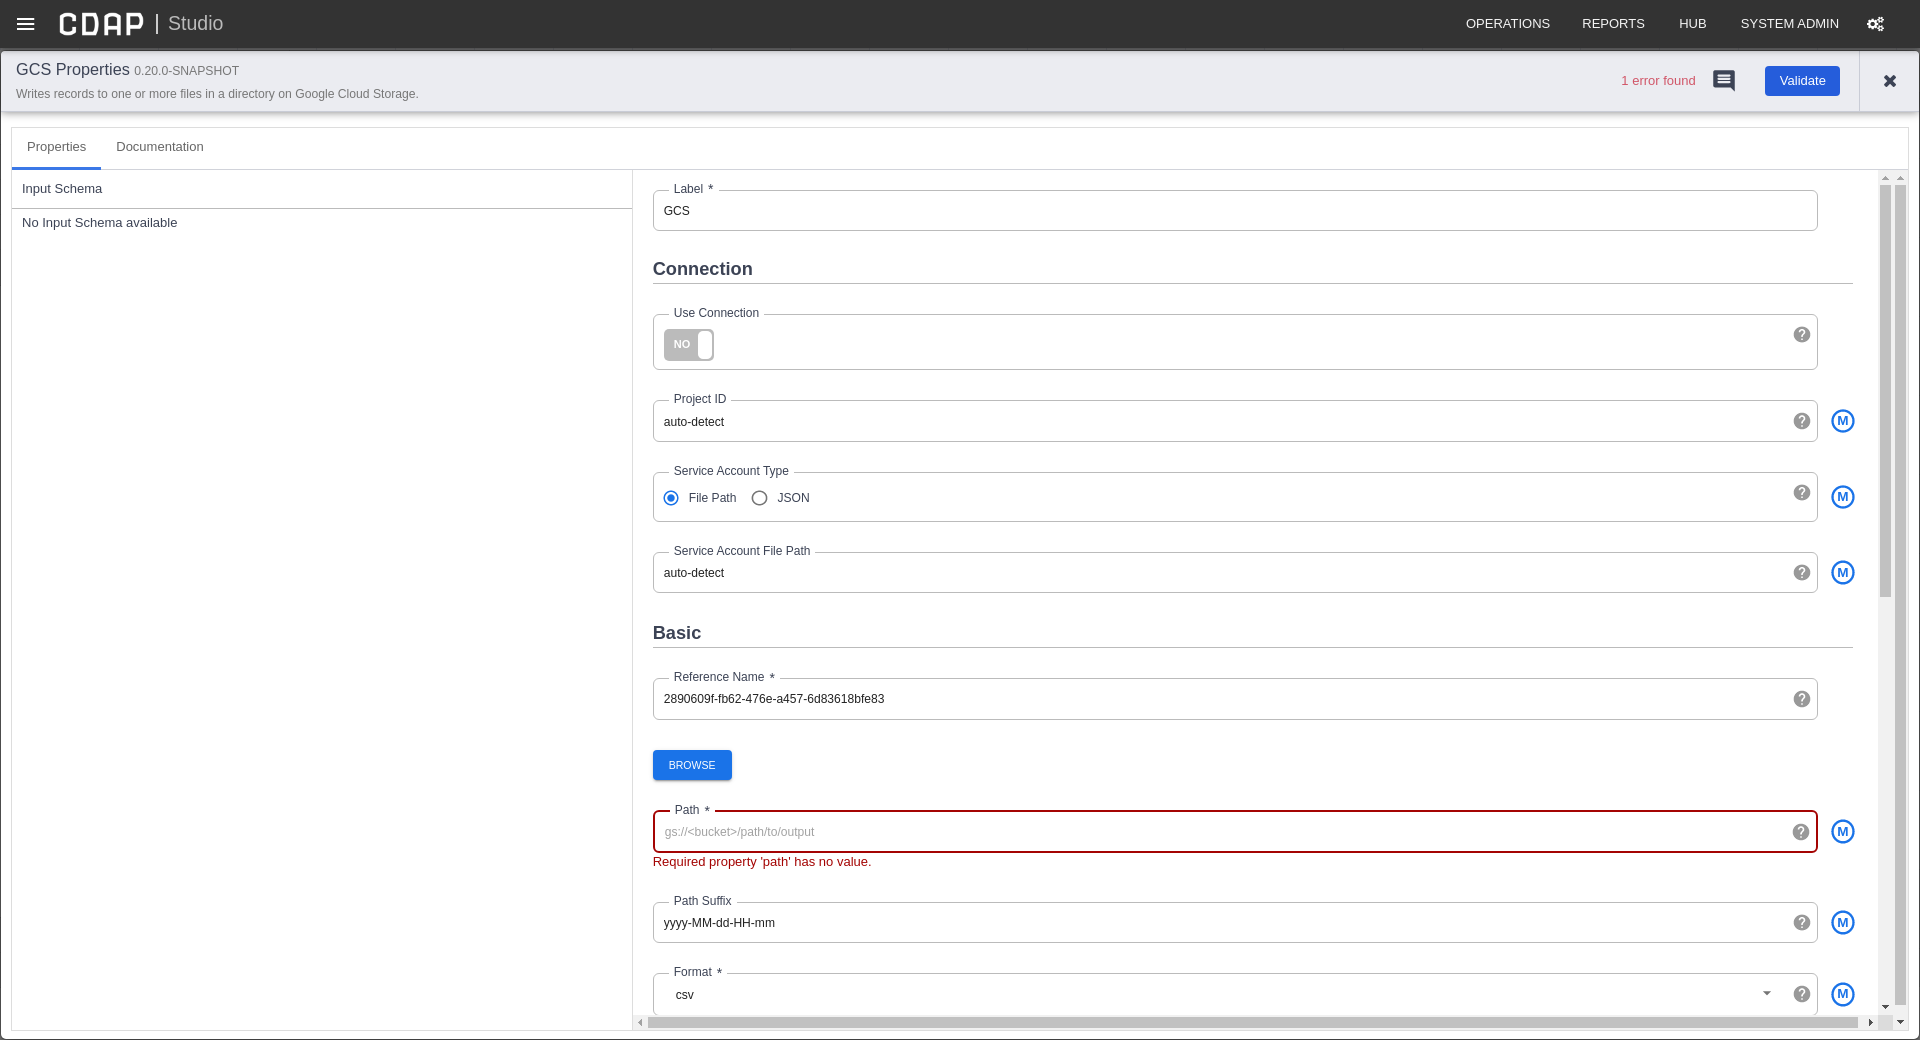 CDAP | Studio
OPERATIONS REPORTS HUB SYSTEM ADMIN
GCS Properties 0.20.0-SNAPSHOT
Writes records to one or more files in a directory on Google Cloud Storage.
1 error found
Validate
Properties Documentation
Input Schema
No Input Schema available
Label *
GCS
Connection
Use Connection
NO
Project ID
auto-detect
M
Service Account Type
File Path JSON
M
Service Account File Path
auto-detect
M
Basic
Reference Name *
2890609f-fb62-476e-a457-6d83618bfe83
BROWSE
Path *
gs://<bucket>/path/to/output
M
Required property 'path' has no value.
Path Suffix
yyyy-MM-dd-HH-mm
M
Format *
csv
M